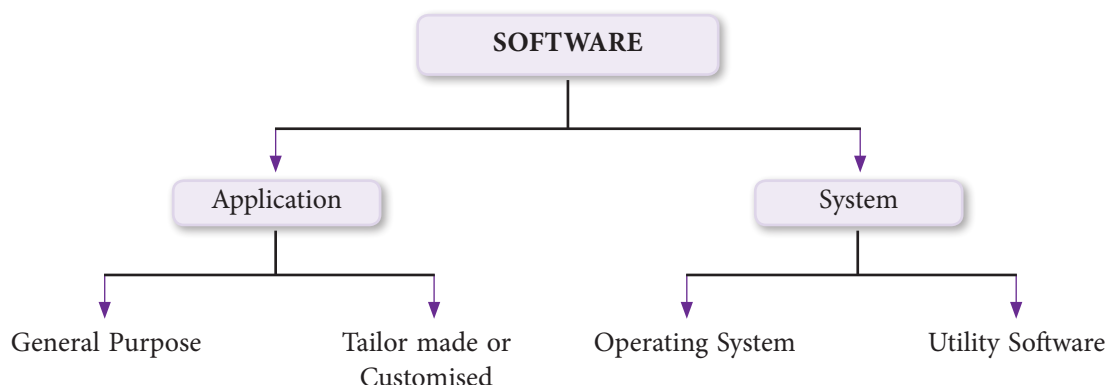 SOFTWARE
Application
System
General Purpose
Tailor made or
Customised
Operating System
Utility Software